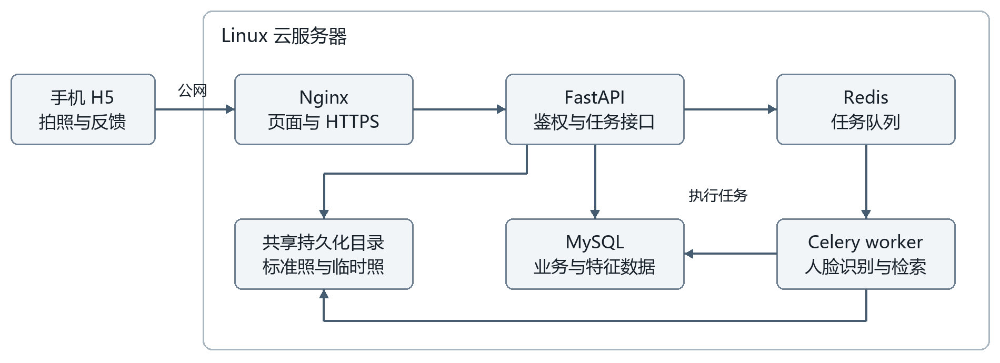 Linux 云服务器
手机 H5
拍照与反馈
公网
Nginx
页面与 HTTPS
FastAPI
鉴权与任务接口
Redis
任务队列
执行任务
共享持久化目录
标准照与临时照
MySQL
业务与特征数据
Celery worker
人脸识别与检索